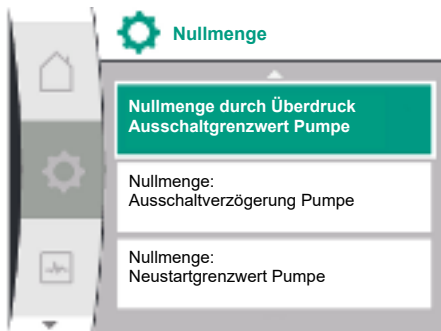 Nullmenge
Nullmenge durch Überdruck
Ausschaltgrenzwert Pumpe
Nullmenge:
Ausschaltverzögerung Pumpe
Nullmenge:
Neustartgrenzwert Pumpe